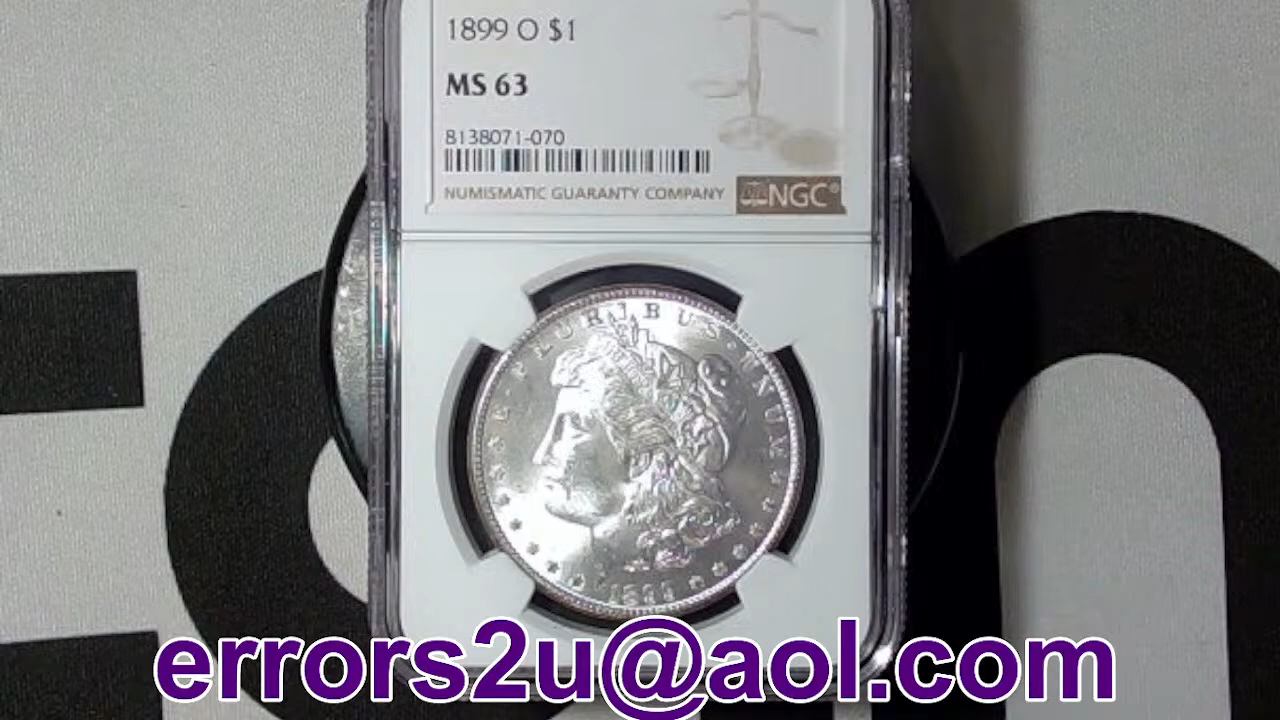 1899 O $1
MS 63
8138071-070
NUMISMATIC GUARANTY COMPANY NGC®
E PLURIBUS UNUM
errors2u@aol.com